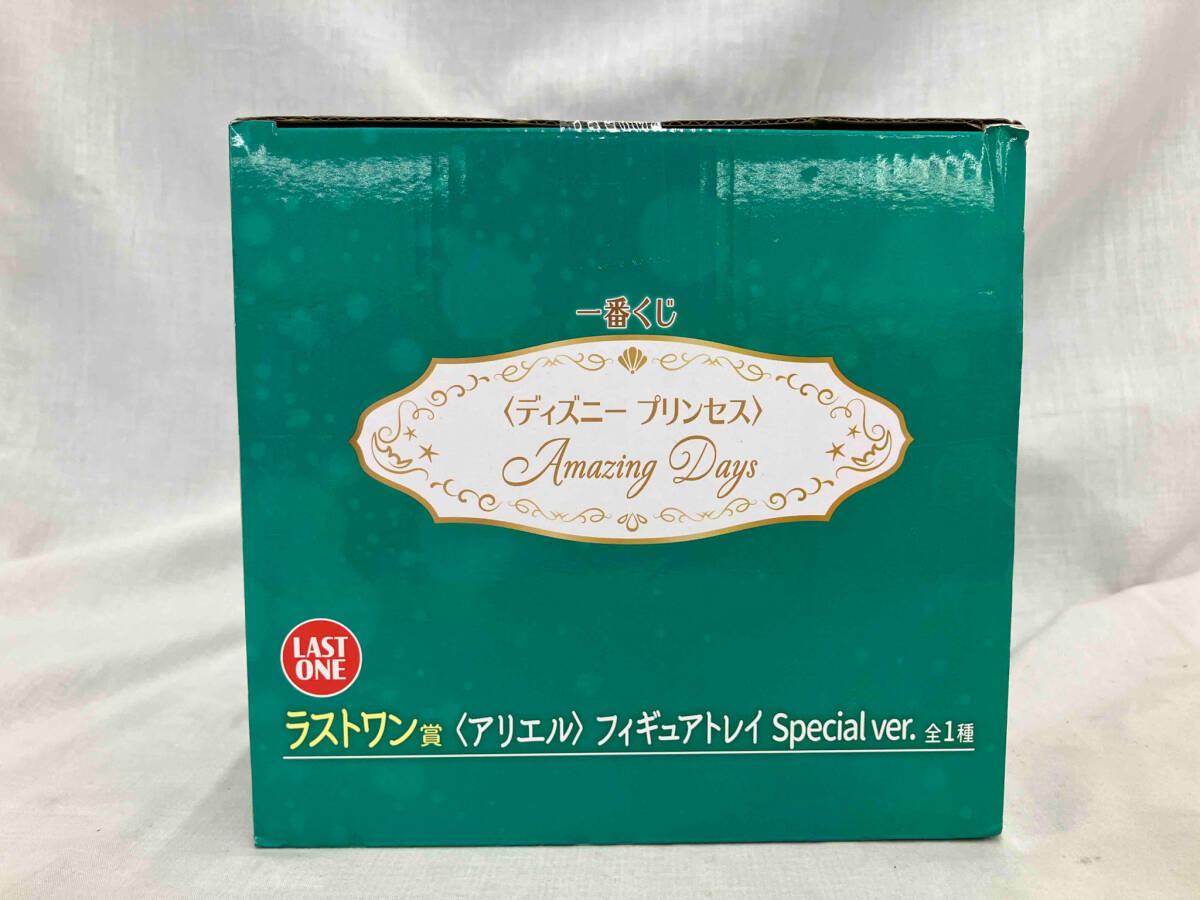 一番くじ
〈ディズニー プリンセス〉
Amazing Days
LAST
ONE
ラストワン賞 〈アリエル〉 フィギュアトレイ Special ver. 全1種